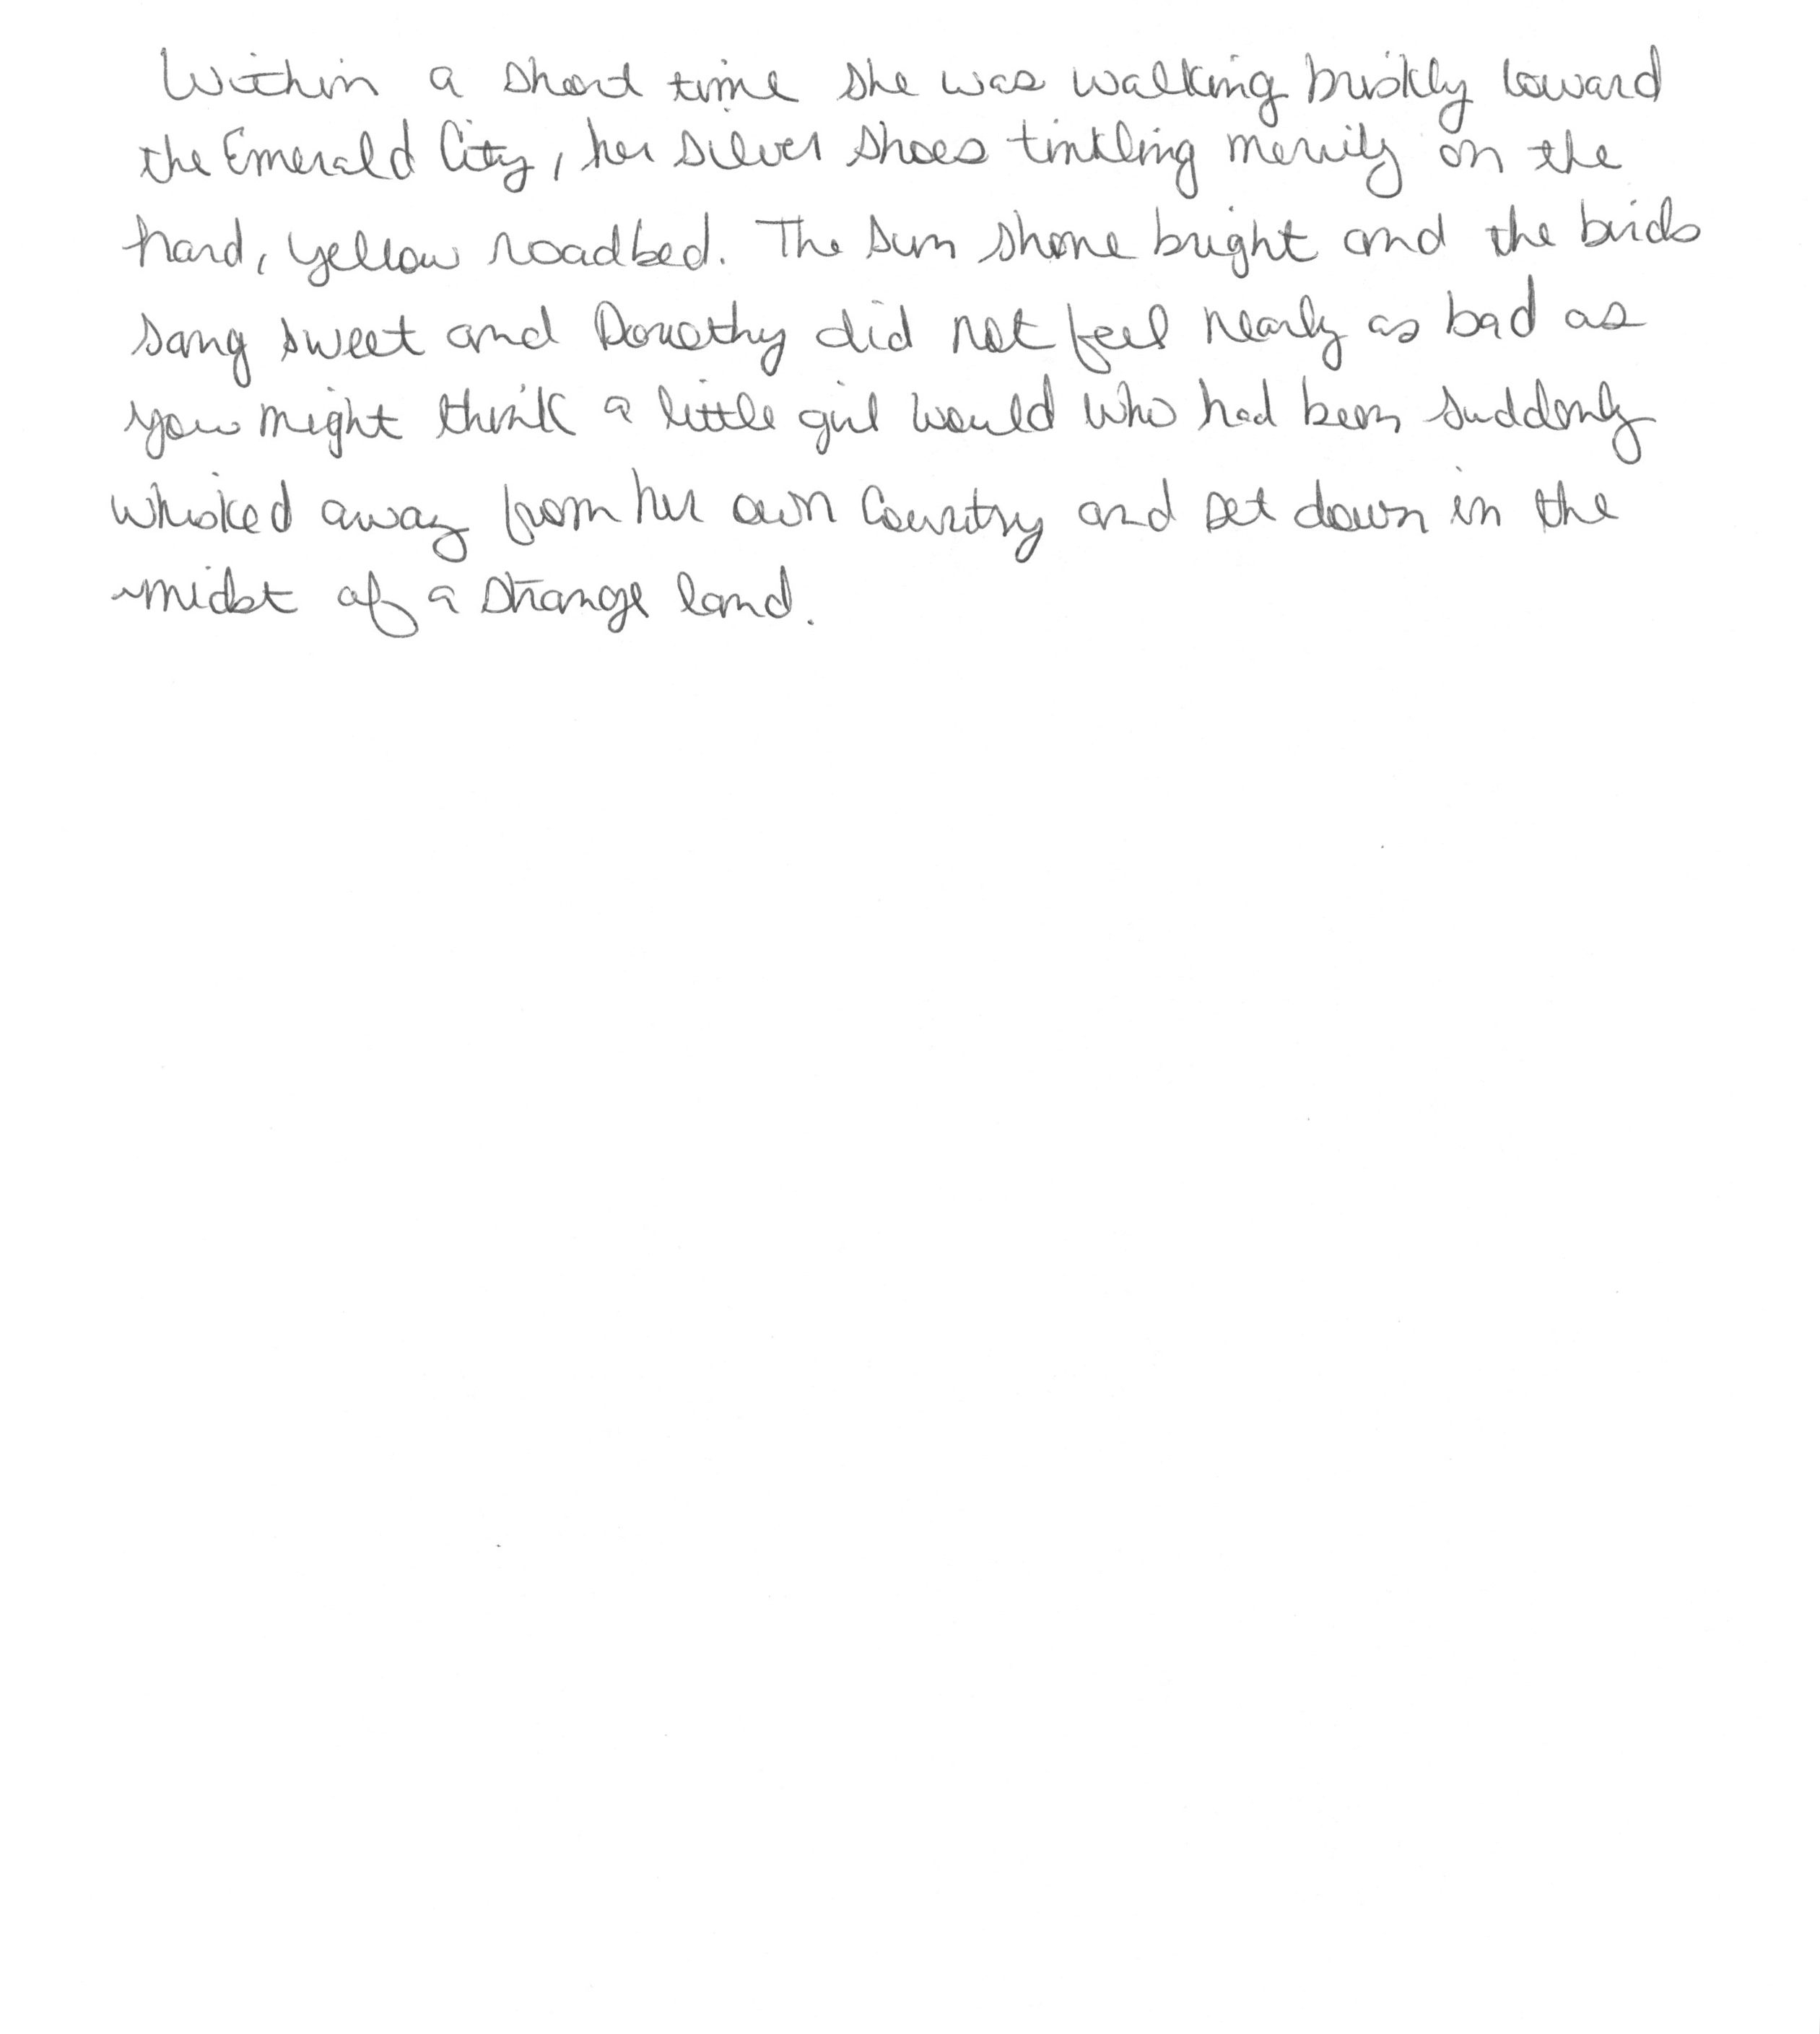 Within a short time she was walking briskly toward
the Emerald City, her silver shoes tinkling merrily on the
hard, yellow roadbed. The sun shone bright and the birds
sang sweet and Dorothy did not feel nearly as bad as
you might think a little girl would who had been suddenly
whisked away from her own country and set down in the
midst of a strange land.